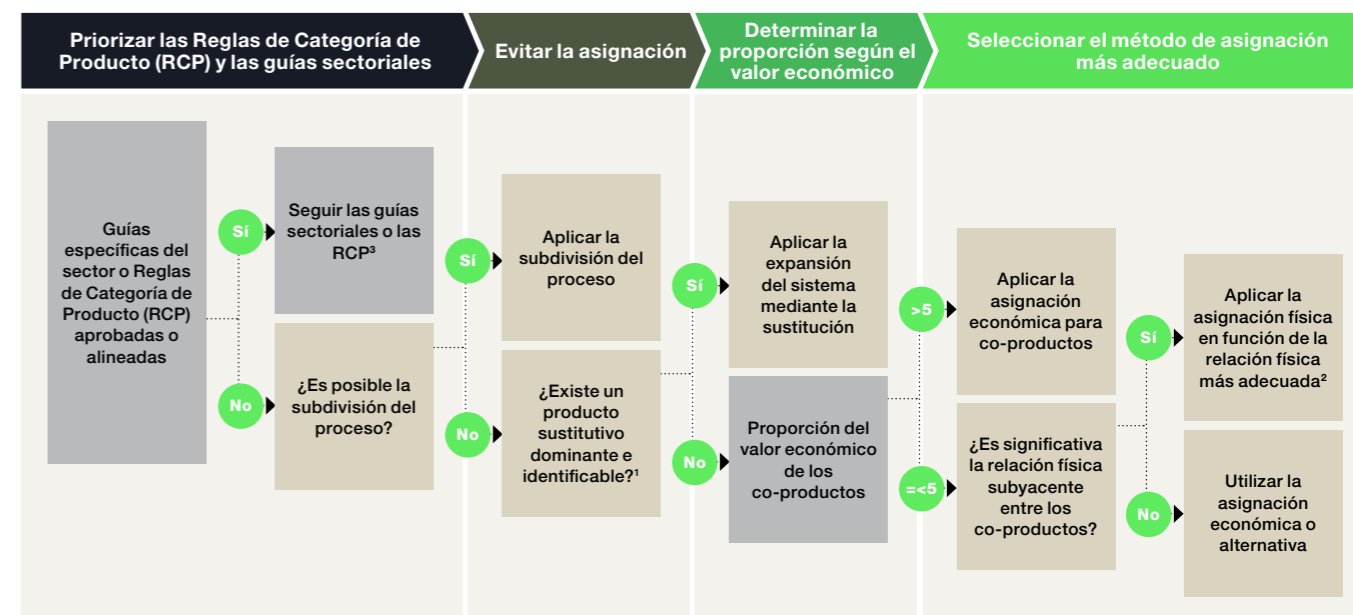 Priorizar las Reglas de Categoría de
Producto (RCP) y las guías sectoriales
Evitar la asignación
Determinar la
proporción según el
valor económico
Seleccionar el método de asignación
más adecuado
Guías
específicas del
sector o Reglas
de Categoría de
Producto (RCP)
aprobadas o
alineadas
Sí
No
Seguir las guías
sectoriales o las
RCP³
¿Es posible la
subdivisión del
proceso?
Sí
No
Aplicar la
subdivisión del
proceso
¿Existe un
producto
sustitutivo
dominante e
identificable?¹
Sí
No
Aplicar la
expansión
del sistema
mediante la
sustitución
Proporción del
valor económico
de los
co-productos
>5
=<5
Aplicar la
asignación
económica para
co-productos
¿Es significativa
la relación física
subyacente
entre los
co-productos?
Sí
No
Aplicar la
asignación física
en función de la
relación física
más adecuada²
Utilizar la
asignación
económica o
alternativa